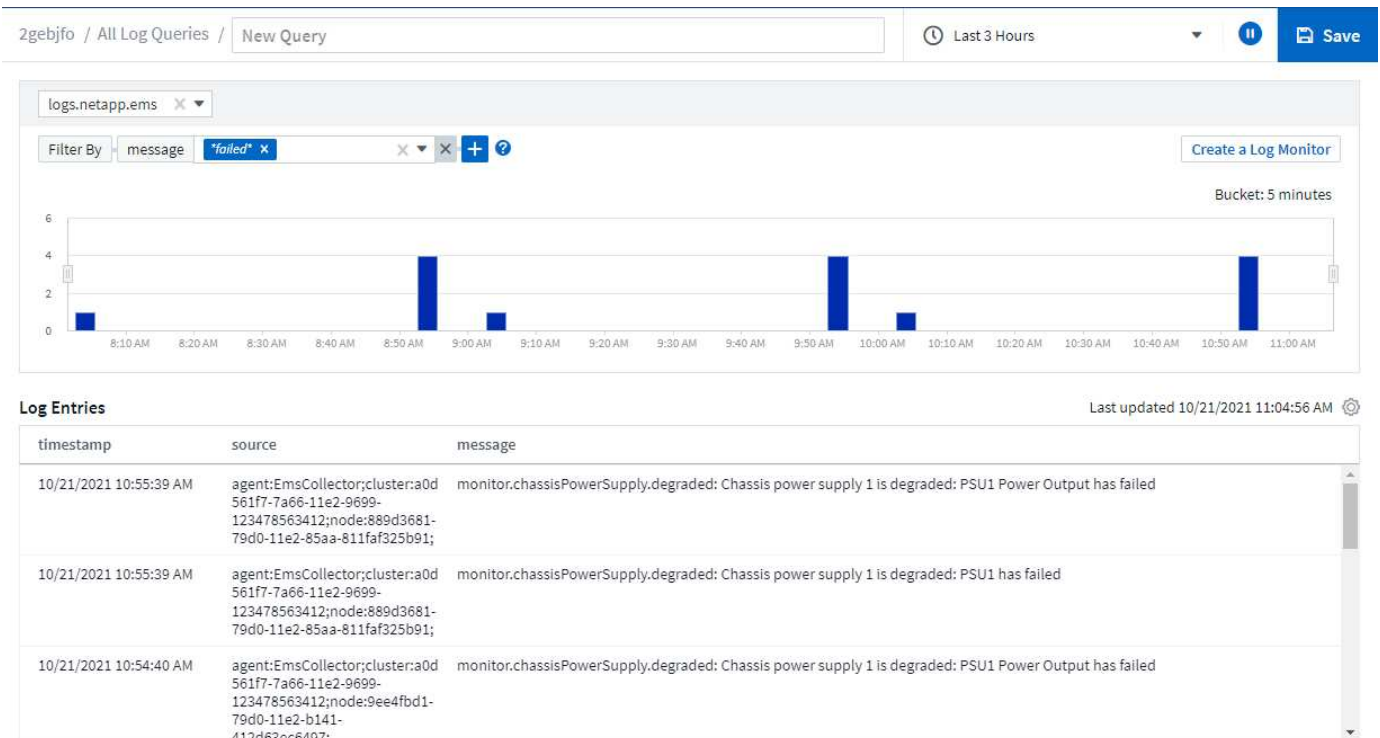 2gebjfo / All Log Queries / New Query Last 3 Hours Save
logs.netapp.ems
Filter By message *failed* Create a Log Monitor
Bucket: 5 minutes
6
4
2
0
8:10 AM 8:20 AM 8:30 AM 8:40 AM 8:50 AM 9:00 AM 9:10 AM 9:20 AM 9:30 AM 9:40 AM 9:50 AM 10:00 AM 10:10 AM 10:20 AM 10:30 AM 10:40 AM 10:50 AM 11:00 AM
Log Entries Last updated 10/21/2021 11:04:56 AM
timestamp source message
10/21/2021 10:55:39 AM agent:EmsCollector;cluster:a0d monitor.chassisPowerSupply.degraded: Chassis power supply 1 is degraded: PSU1 Power Output has failed
561f7-7a66-11e2-9699-
123478563412;node:889d3681-
79d0-11e2-85aa-811faf325b91;
10/21/2021 10:55:39 AM agent:EmsCollector;cluster:a0d monitor.chassisPowerSupply.degraded: Chassis power supply 1 is degraded: PSU1 has failed
561f7-7a66-11e2-9699-
123478563412;node:889d3681-
79d0-11e2-85aa-811faf325b91;
10/21/2021 10:54:40 AM agent:EmsCollector;cluster:a0d monitor.chassisPowerSupply.degraded: Chassis power supply 1 is degraded: PSU1 Power Output has failed
561f7-7a66-11e2-9699-
123478563412;node:9ee4fbd1-
79d0-11e2-b141-
412d63ec6497;